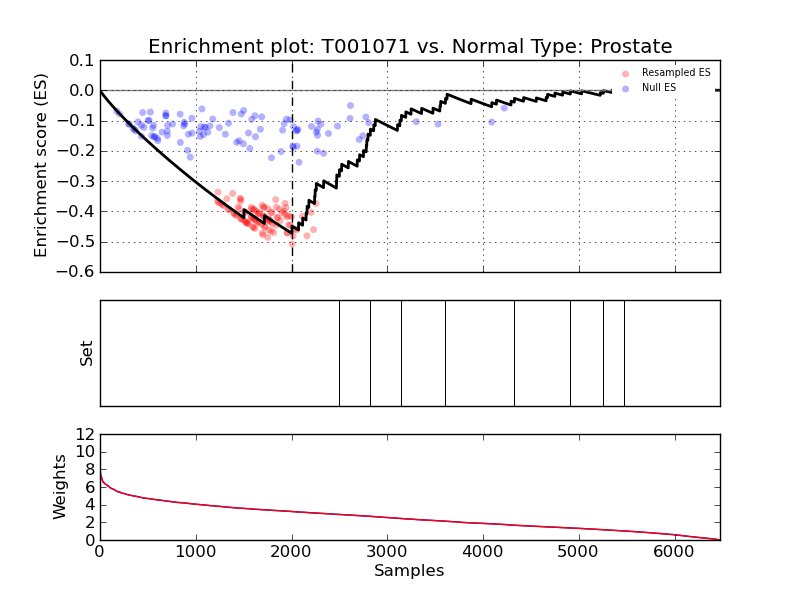 Enrichment plot: T001071 vs. Normal Type: Prostate
Enrichment score (ES)
0.1
0.0
−0.1
−0.2
−0.3
−0.4
−0.5
−0.6
Resampled ES
Null ES
Set
Weights
12
10
8
6
4
2
0
0 1000 2000 3000 4000 5000 6000
Samples